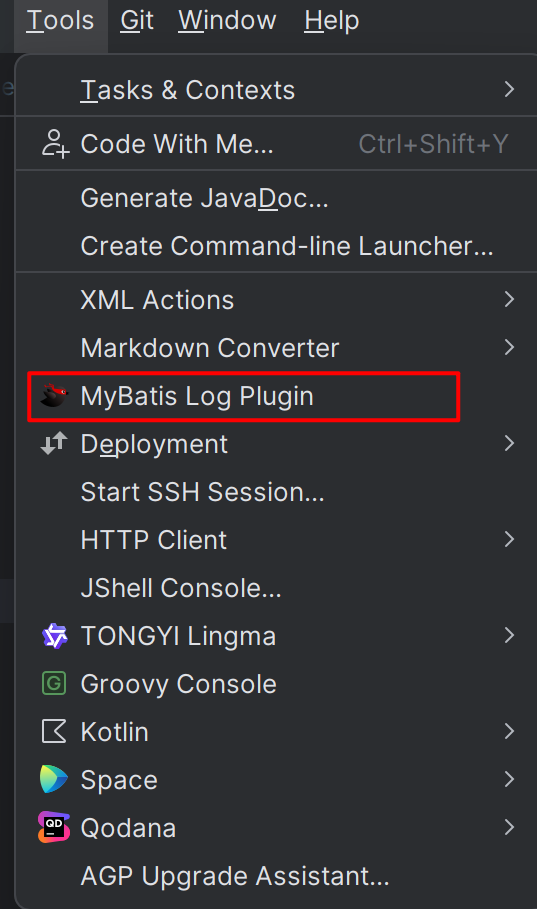 Tools Git Window Help
Tasks & Contexts
Code With Me... Ctrl+Shift+Y
Generate JavaDoc...
Create Command-line Launcher...
XML Actions
Markdown Converter
MyBatis Log Plugin
Deployment
Start SSH Session...
HTTP Client
JShell Console...
TONGYI Lingma
G Groovy Console
Kotlin
Space
QD Qodana
AGP Upgrade Assistant...